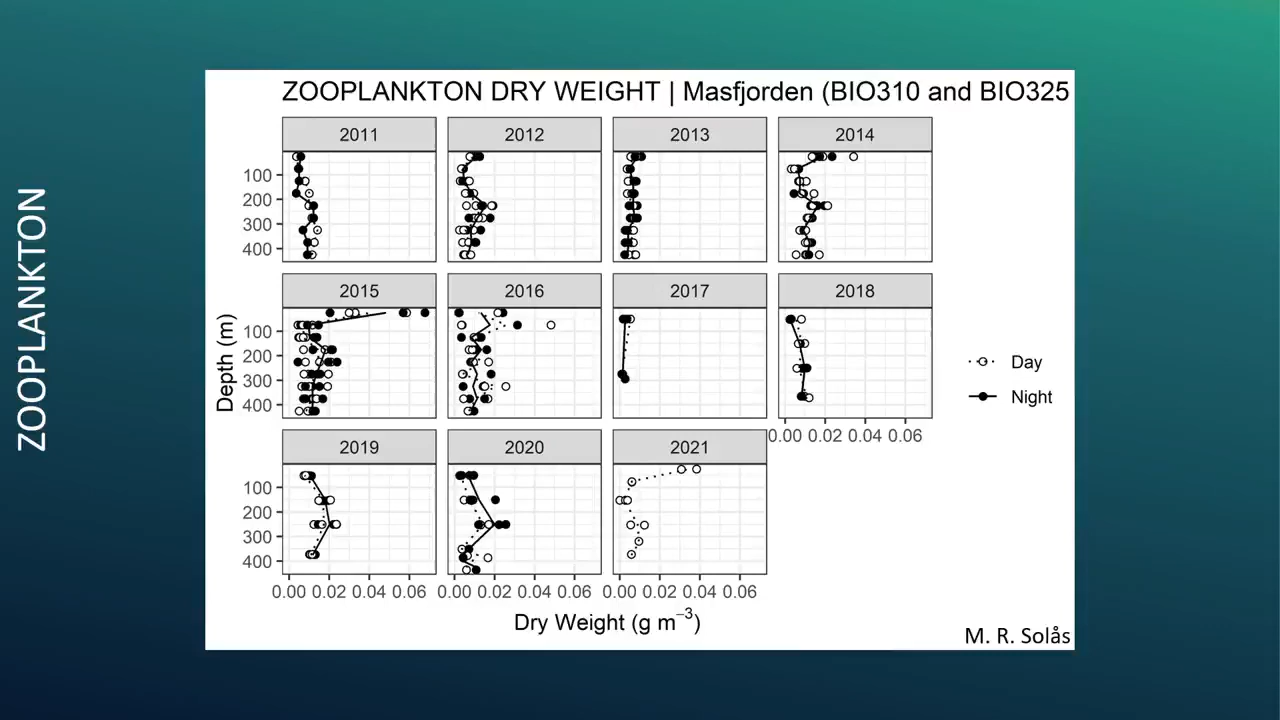 ZOOPLANKTON
ZOOPLANKTON DRY WEIGHT | Masfjorden (BIO310 and BIO325
2011 2012 2013 2014
100
200
300
400
2015 2016 2017 2018
100
200
300
400
Depth (m)
0.00 0.02 0.04 0.06
Day
Night
2019 2020 2021
100
200
300
400
0.00 0.02 0.04 0.06 0.00 0.02 0.04 0.06 0.00 0.02 0.04 0.06
Dry Weight (g m⁻³)
M. R. Solås